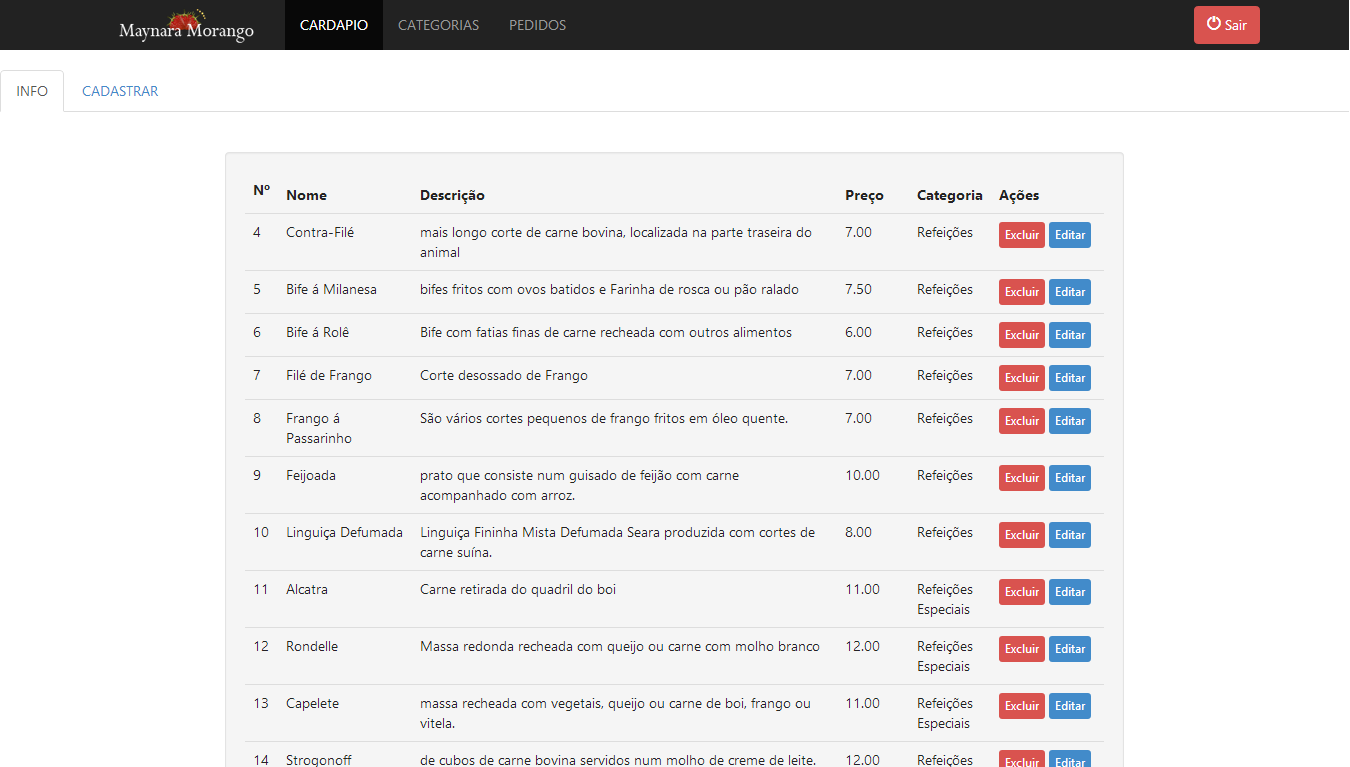 Maynara Morango CARDAPIO CATEGORIAS PEDIDOS Sair
INFO CADASTRAR
Nº Nome Descrição Preço Categoria Ações
4 Contra-Filé mais longo corte de carne bovina, localizada na parte traseira do 7.00 Refeições Excluir Editar
animal
5 Bife á Milanesa bifes fritos com ovos batidos e Farinha de rosca ou pão ralado 7.50 Refeições Excluir Editar
6 Bife á Rolê Bife com fatias finas de carne recheada com outros alimentos 6.00 Refeições Excluir Editar
7 Filé de Frango Corte desossado de Frango 7.00 Refeições Excluir Editar
8 Frango á São vários cortes pequenos de frango fritos em óleo quente. 7.00 Refeições Excluir Editar
Passarinho
9 Feijoada prato que consiste num guisado de feijão com carne 10.00 Refeições Excluir Editar
acompanhado com arroz.
10 Linguiça Defumada Linguiça Fininha Mista Defumada Seara produzida com cortes de 8.00 Refeições Excluir Editar
carne suína.
11 Alcatra Carne retirada do quadril do boi 11.00 Refeições Excluir Editar
Especiais
12 Rondelle Massa redonda recheada com queijo ou carne com molho branco 12.00 Refeições Excluir Editar
Especiais
13 Capelete massa recheada com vegetais, queijo ou carne de boi, frango ou 11.00 Refeições Excluir Editar
vitela. Especiais
14 Strogonoff de cubos de carne bovina servidos num molho de creme de leite. 12.00 Refeições Excluir Editar